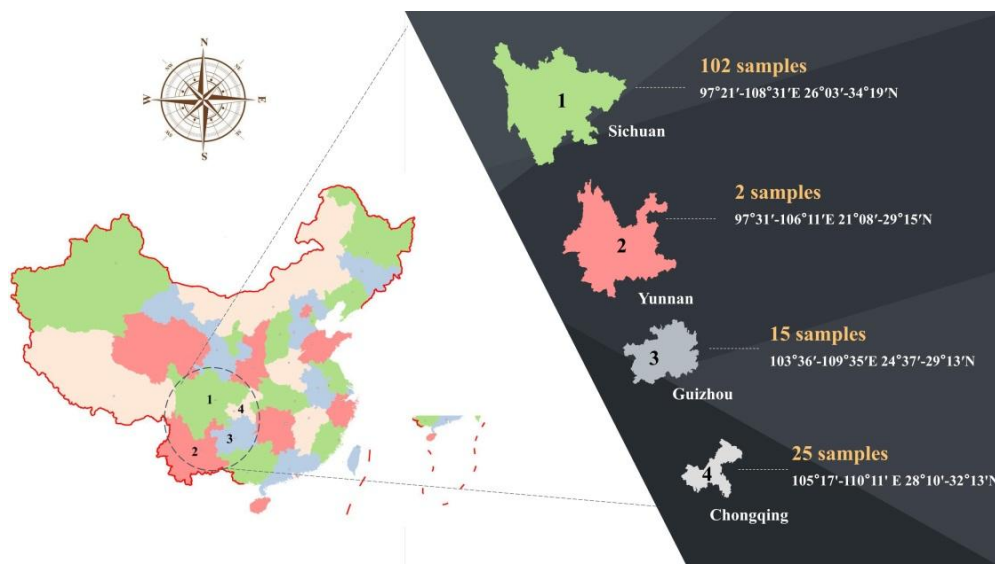 N
W
E
S
1
4
3
2
1
102 samples
97°21′-108°31′E 26°03′-34°19′N
Sichuan
2
2 samples
97°31′-106°11′E 21°08′-29°15′N
Yunnan
3
15 samples
103°36′-109°35′E 24°37′-29°13′N
Guizhou
4
25 samples
105°17'-110°11' E 28°10'-32°13'N
Chongqing